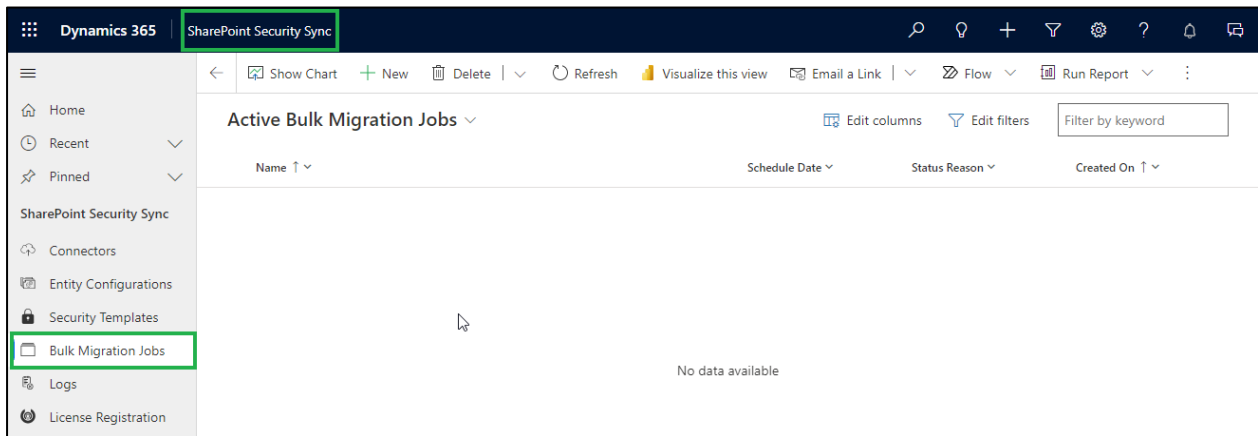 Dynamics 365 SharePoint Security Sync
Show Chart New Delete Refresh Visualize this view Email a Link Flow Run Report
Home
Recent
Pinned
SharePoint Security Sync
Connectors
Entity Configurations
Security Templates
Bulk Migration Jobs
Logs
License Registration
Active Bulk Migration Jobs
Edit columns Edit filters Filter by keyword
Name ↑ Schedule Date Status Reason Created On ↑
No data available